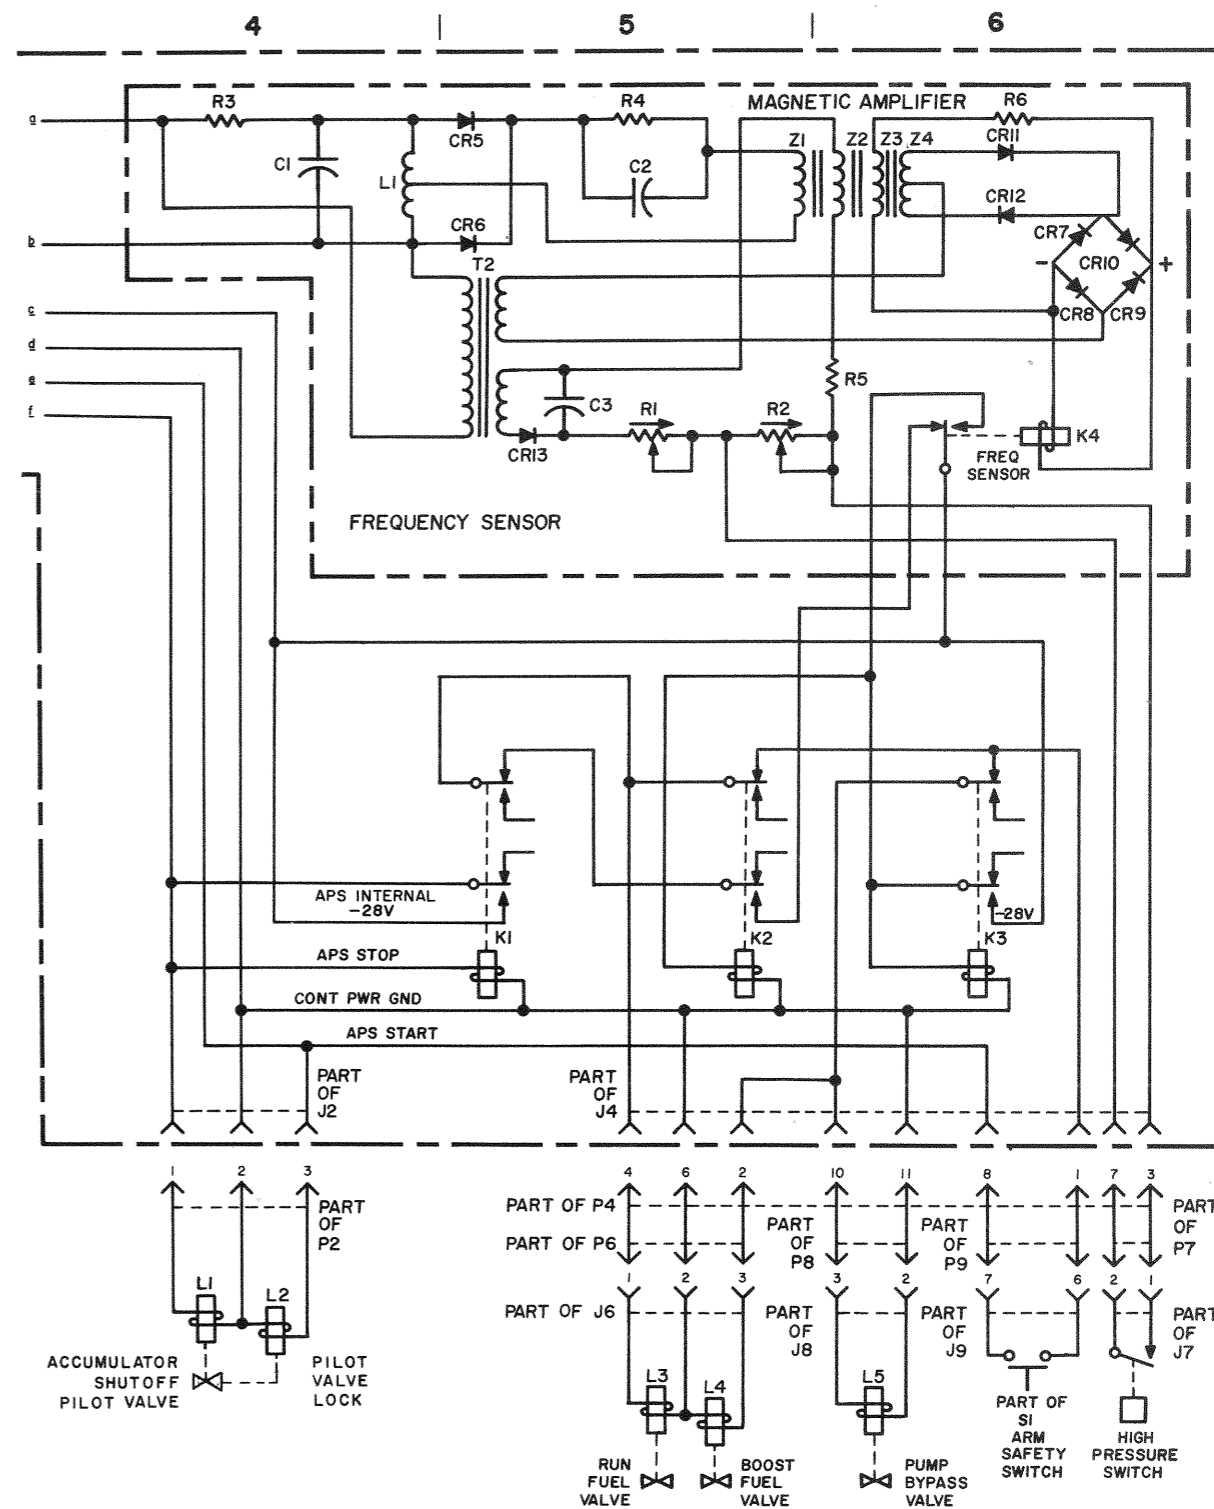 4 | 5 | 6
MAGNETIC AMPLIFIER
R3
R4
R6
a
CR5
CR11
C1
C2
Z1
Z2
Z3
Z4
L1
CR6
CR12
b
T2
CR7
-
CR10
+
c
CR8
CR9
d
e
R5
f
C3
R1
R2
K4
CR13
FREQ
SENSOR
FREQUENCY SENSOR
APS INTERNAL
-28V
-28V
K1
K2
K3
APS STOP
CONT PWR GND
APS START
PART
OF
J2
PART
OF
J4
1 2 3
4 6 2 10 11 8 1 7 3
PART
OF
P2
PART OF P4
PART OF P6
PART
OF
P8
PART
OF
P9
PART
OF
P7
1 2 3 3 2 7 6 2 1
PART OF J6
PART
OF
J8
PART
OF
J9
PART
OF
J7
L1
L2
ACCUMULATOR
SHUTOFF
PILOT VALVE
PILOT
VALVE
LOCK
L3
L4
L5
RUN
FUEL
VALVE
BOOST
FUEL
VALVE
PUMP
BYPASS
VALVE
PART OF
S1
ARM
SAFETY
SWITCH
HIGH
PRESSURE
SWITCH